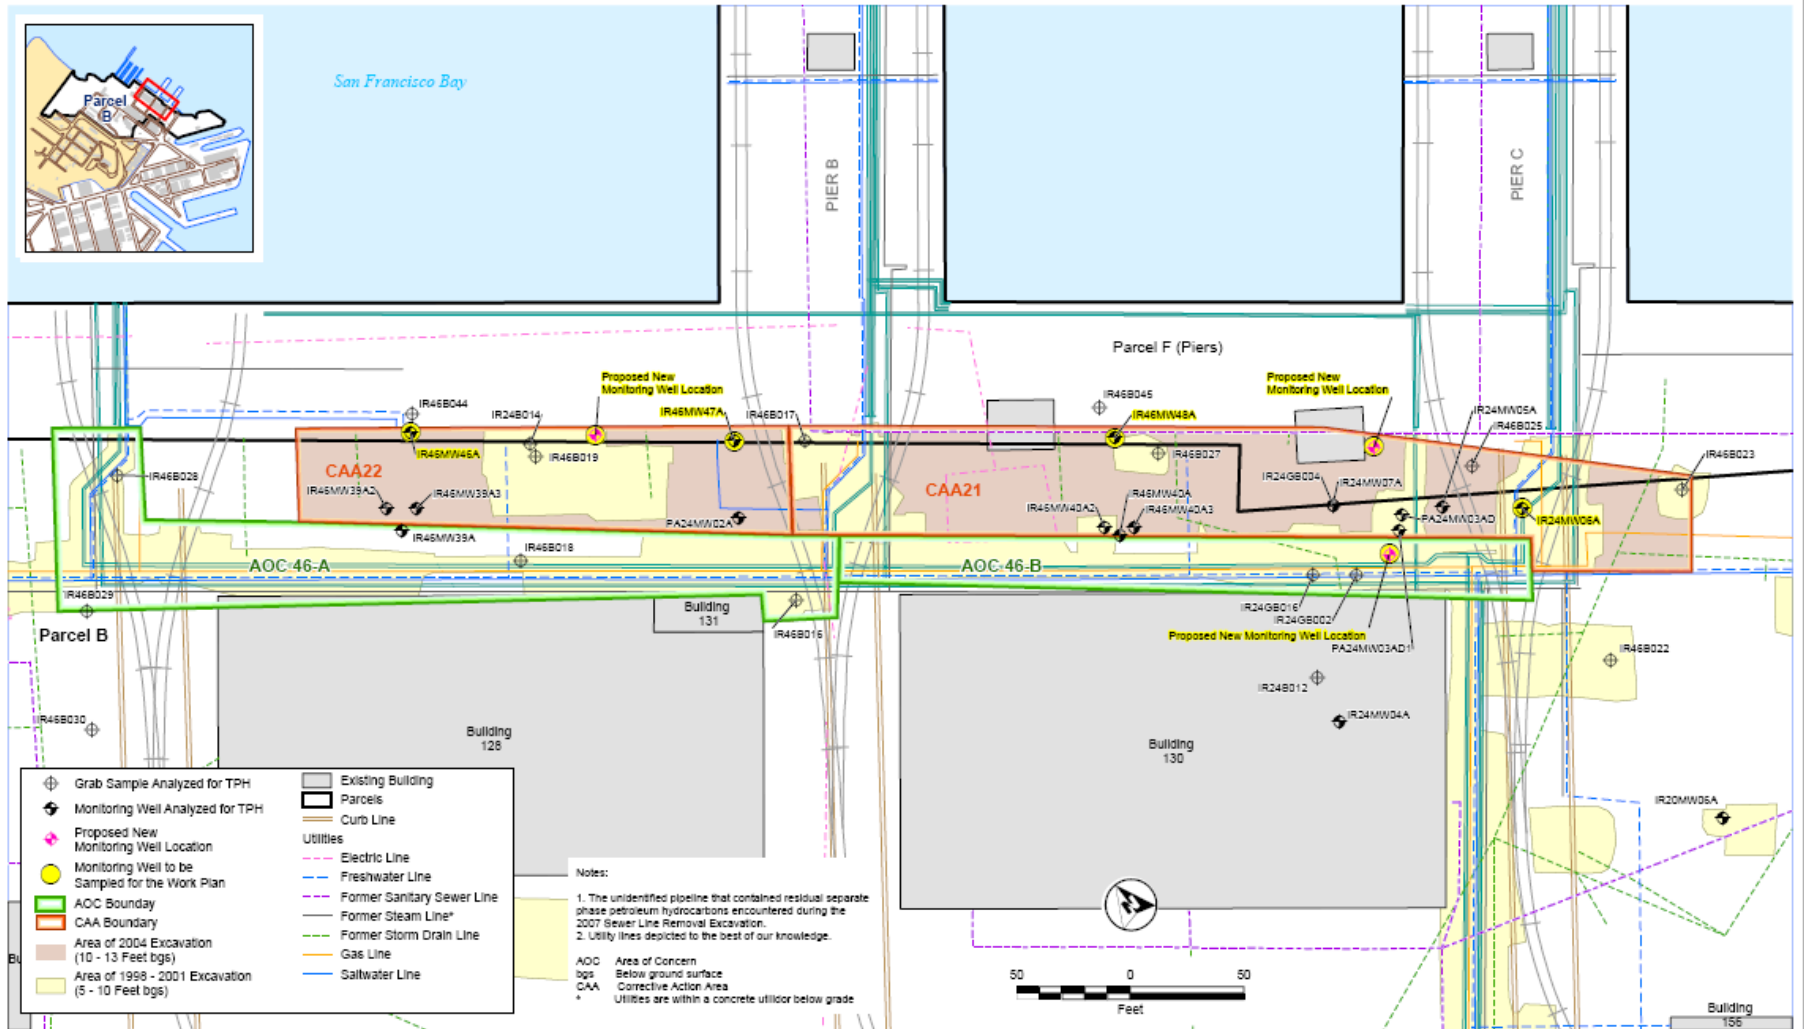 San Francisco Bay
Parcel
B
PIER B
PIER C
Parcel F (Piers)
Proposed New
Monitoring Well Location
Proposed New
Monitoring Well Location
IR46B044
IR24B014
IR46MW47A
IR46B017
IR46B045
IR46MW48A
IR24MW05A
IR46B025
IR46B023
IR46MW46A
IR46B019
IR46B027
IR46B028
CAA22
CAA21
IR46MW39A2
IR46MW39A3
IR24GB004
IR24MW07A
IR46MW40A
IR46MW40A2
IR46MW40A3
PA24MW02A
PA24MW03AD
IR24MW06A
IR46MW39A
IR46B018
AOC 46-A
AOC 46-B
IR46B029
Parcel B
Building
131
IR46B016
IR24GB016
IR24GB002
Proposed New Monitoring Well Location
PA24MW03AD1
IR46B022
IR24B012
IR24MW04A
IR46B030
Building
128
Building
130
IR20MW06A
Grab Sample Analyzed for TPH
Monitoring Well Analyzed for TPH
Proposed New
Monitoring Well Location
Monitoring Well to be
Sampled for the Work Plan
AOC Bounday
CAA Boundary
Area of 2004 Excavation
(10 - 13 Feet bgs)
Area of 1998 - 2001 Excavation
(5 - 10 Feet bgs)
Existing Building
Parcels
Curb Line
Utilities
Electric Line
Freshwater Line
Former Sanitary Sewer Line
Former Steam Line*
Former Storm Drain Line
Gas Line
Saltwater Line
Bu
Notes:
1. The unidentified pipeline that contained residual separate
phase petroleum hydrocarbons encountered during the
2007 Sewer Line Removal Excavation.
2. Utility lines depicted to the best of our knowledge.
AOC Area of Concern
bgs Below ground surface
CAA Corrective Action Area
* Utilities are within a concrete utilidor below grade
50 0 50
Feet
Building
156